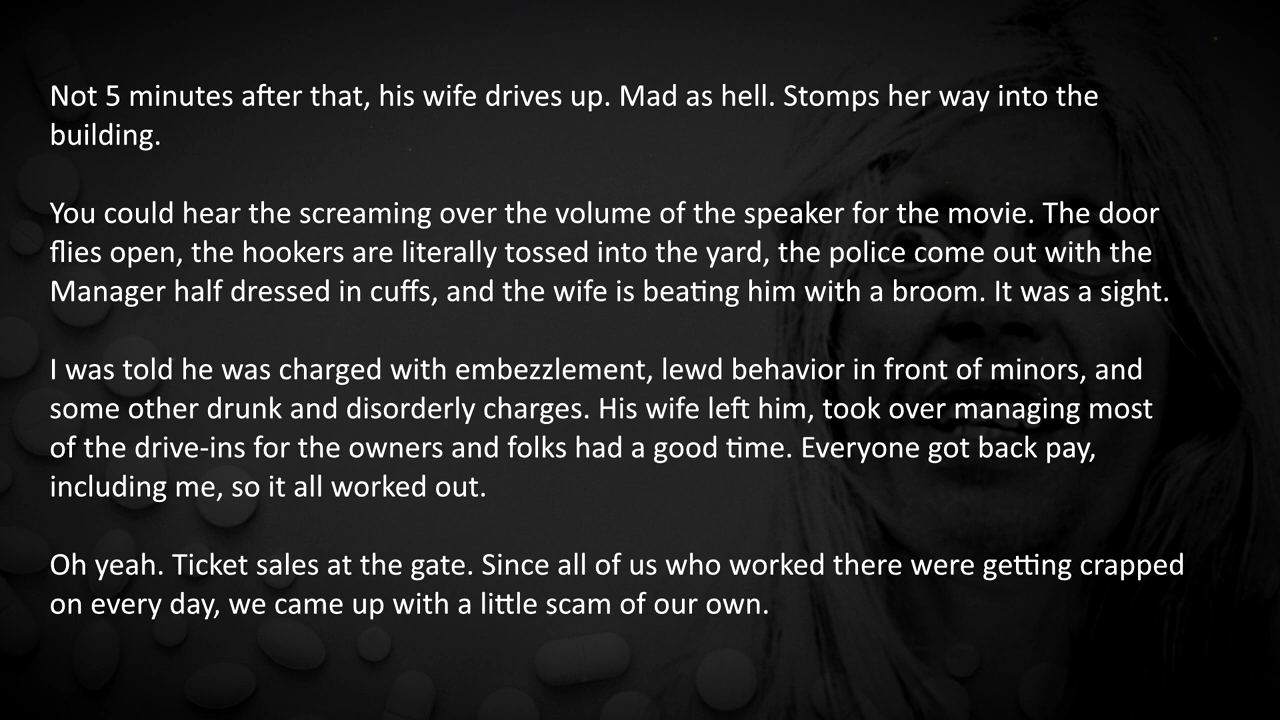 Not 5 minutes after that, his wife drives up. Mad as hell. Stomps her way into the
building.
You could hear the screaming over the volume of the speaker for the movie. The door
flies open, the hookers are literally tossed into the yard, the police come out with the
Manager half dressed in cuffs, and the wife is beating him with a broom. It was a sight.
I was told he was charged with embezzlement, lewd behavior in front of minors, and
some other drunk and disorderly charges. His wife left him, took over managing most
of the drive-ins for the owners and folks had a good time. Everyone got back pay,
including me, so it all worked out.
Oh yeah. Ticket sales at the gate. Since all of us who worked there were getting crapped
on every day, we came up with a little scam of our own.